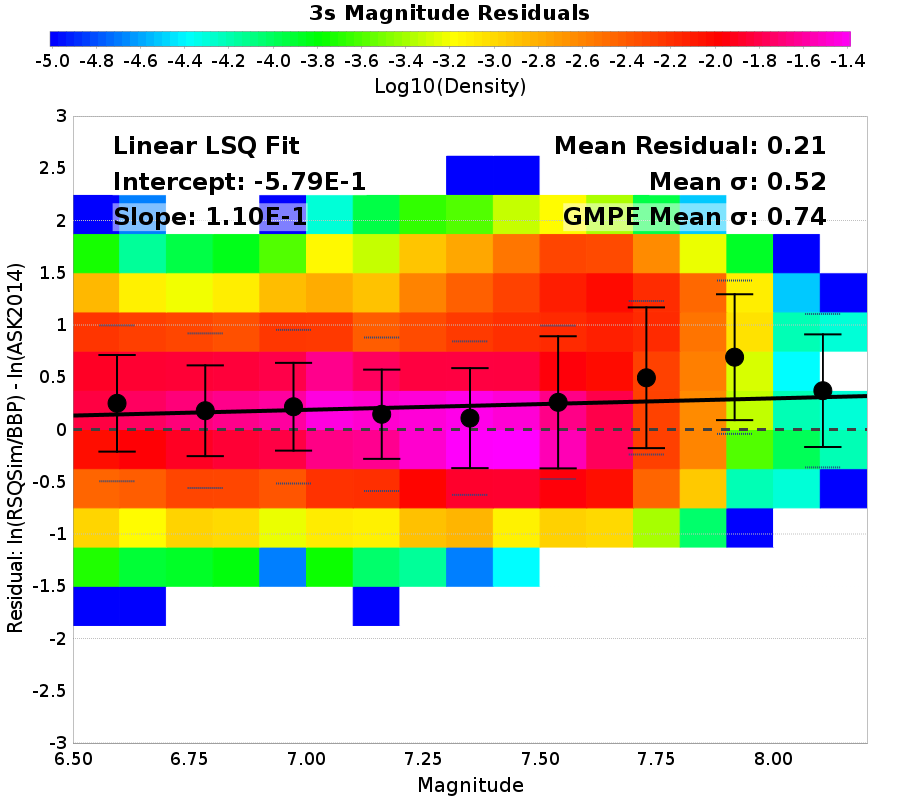 3s Magnitude Residuals
-5.0 -4.8 -4.6 -4.4 -4.2 -4.0 -3.8 -3.6 -3.4 -3.2 -3.0 -2.8 -2.6 -2.4 -2.2 -2.0 -1.8 -1.6 -1.4
Log10(Density)
Linear LSQ Fit
Intercept: -5.79E-1
Slope: 1.10E-1
Mean Residual: 0.21
Mean σ: 0.52
GMPE Mean σ: 0.74
Residual: ln(RSQSim/BBP) - ln(ASK2014)
3
2.5
2
1.5
1
0.5
0
-0.5
-1
-1.5
-2
-2.5
-3
6.50 6.75 7.00 7.25 7.50 7.75 8.00
Magnitude